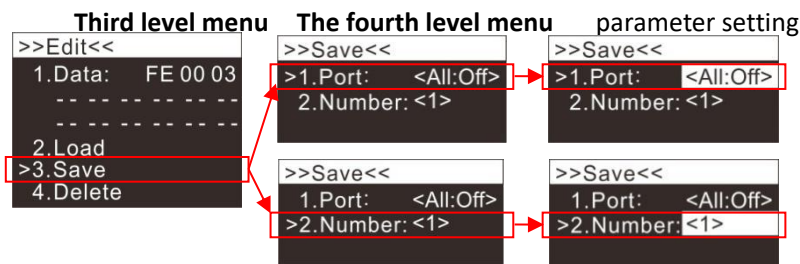 Third level menu The fourth level menu parameter setting
>>Edit<<
1.Data: FE 00 03
-- -- -- -- -- -- -- --
-- -- -- -- -- -- -- --
2.Load
>3.Save
4.Delete
>>Save<<
>1.Port: <All:Off>
2.Number: <1>
>>Save<<
>1.Port: <All:Off>
2.Number: <1>
>>Save<<
1.Port: <All:Off>
>2.Number: <1>
>>Save<<
1.Port: <All:Off>
>2.Number: <1>